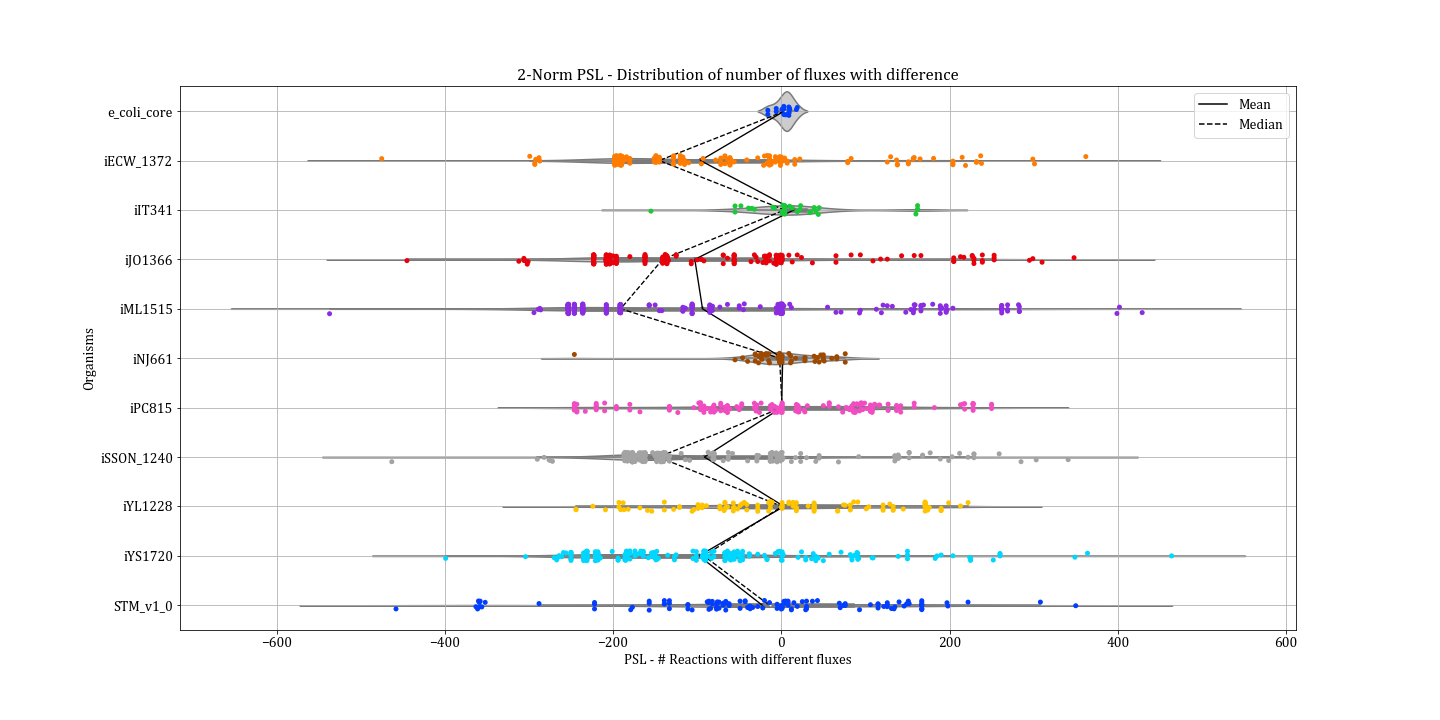 2-Norm PSL - Distribution of number of fluxes with difference
Mean
Median
Organisms
e_coli_core
iECW_1372
iIT341
iJO1366
iML1515
iNJ661
iPC815
iSSON_1240
iYL1228
iYS1720
STM_v1_0
−600 −400 −200 0 200 400 600
PSL - # Reactions with different fluxes